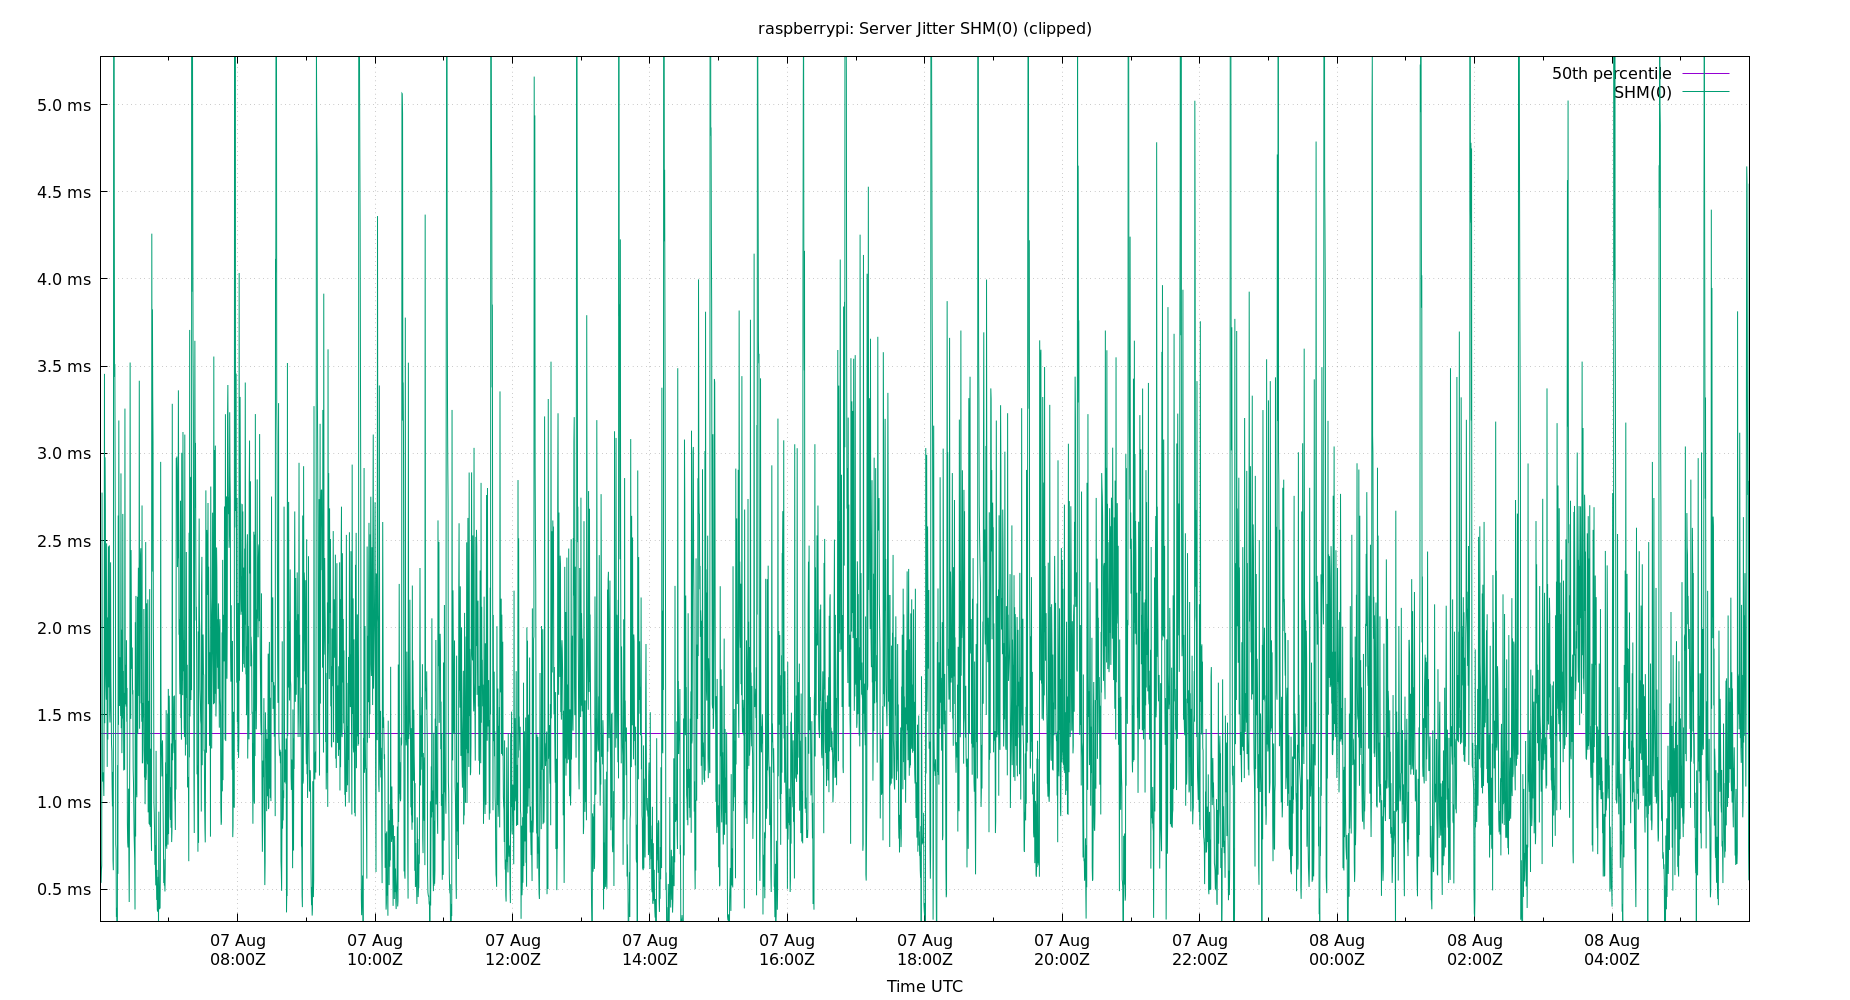 raspberrypi: Server Jitter SHM(0) (clipped)
50th percentile
SHM(0)
5.0 ms
4.5 ms
4.0 ms
3.5 ms
3.0 ms
2.5 ms
2.0 ms
1.5 ms
1.0 ms
0.5 ms
07 Aug 07 Aug 07 Aug 07 Aug 07 Aug 07 Aug 07 Aug 07 Aug 08 Aug 08 Aug 08 Aug
08:00Z 10:00Z 12:00Z 14:00Z 16:00Z 18:00Z 20:00Z 22:00Z 00:00Z 02:00Z 04:00Z
Time UTC